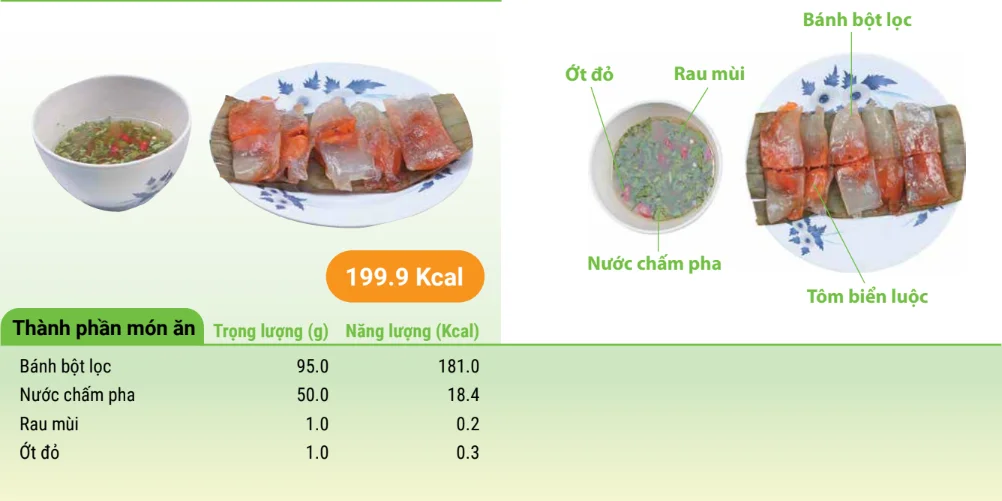 Bánh bột lọc
Ớt đỏ
Rau mùi
Nước chấm pha
Tôm biển luộc
199.9 Kcal
Thành phần món ăn Trọng lượng (g) Năng lượng (Kcal)
Bánh bột lọc 95.0 181.0
Nước chấm pha 50.0 18.4
Rau mùi 1.0 0.2
Ớt đỏ 1.0 0.3